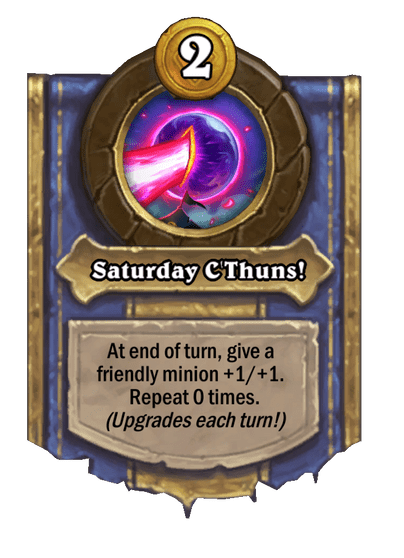 2
Saturday C'Thuns!
At end of turn, give a
friendly minion +1/+1.
Repeat 0 times.
(Upgrades each turn!)